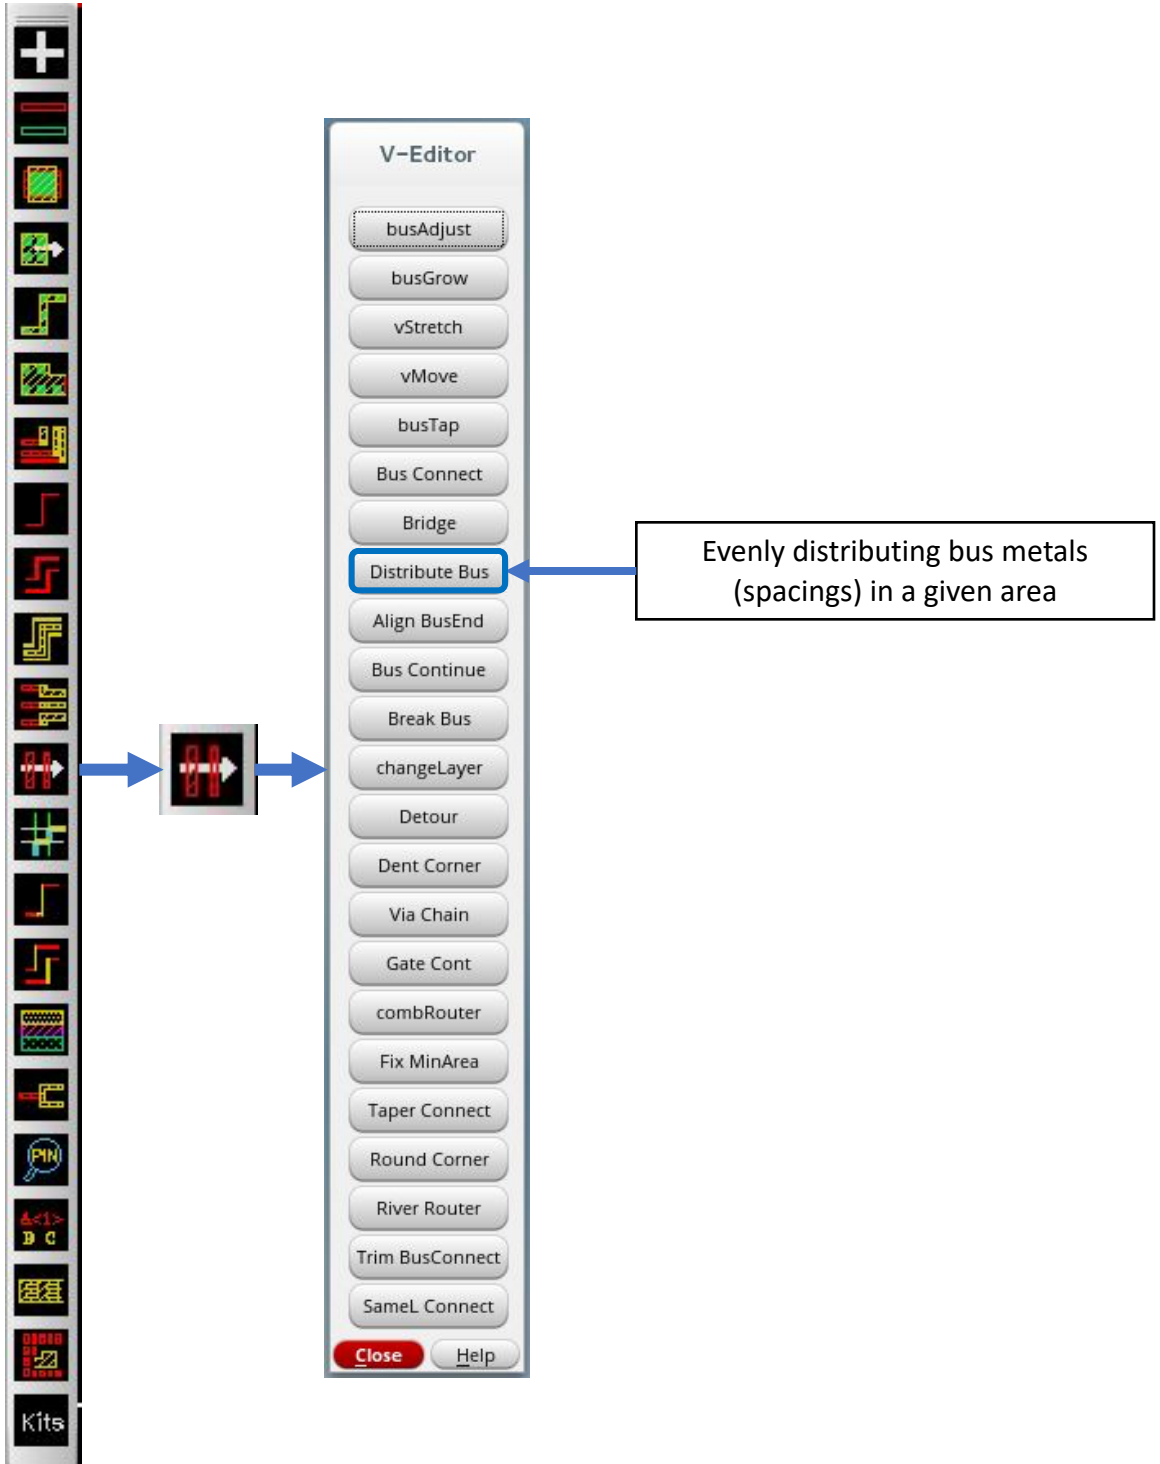 V-Editor
busAdjust
busGrow
vStretch
vMove
busTap
Bus Connect
Bridge
Distribute Bus
Evenly distributing bus metals
(spacings) in a given area
Align BusEnd
Bus Continue
Break Bus
changeLayer
Detour
Dent Corner
Via Chain
Gate Cont
combRouter
Fix MinArea
Taper Connect
Round Corner
River Router
Trim BusConnect
SameL Connect
Close
Help
PIN
A<1>
B C
Kits